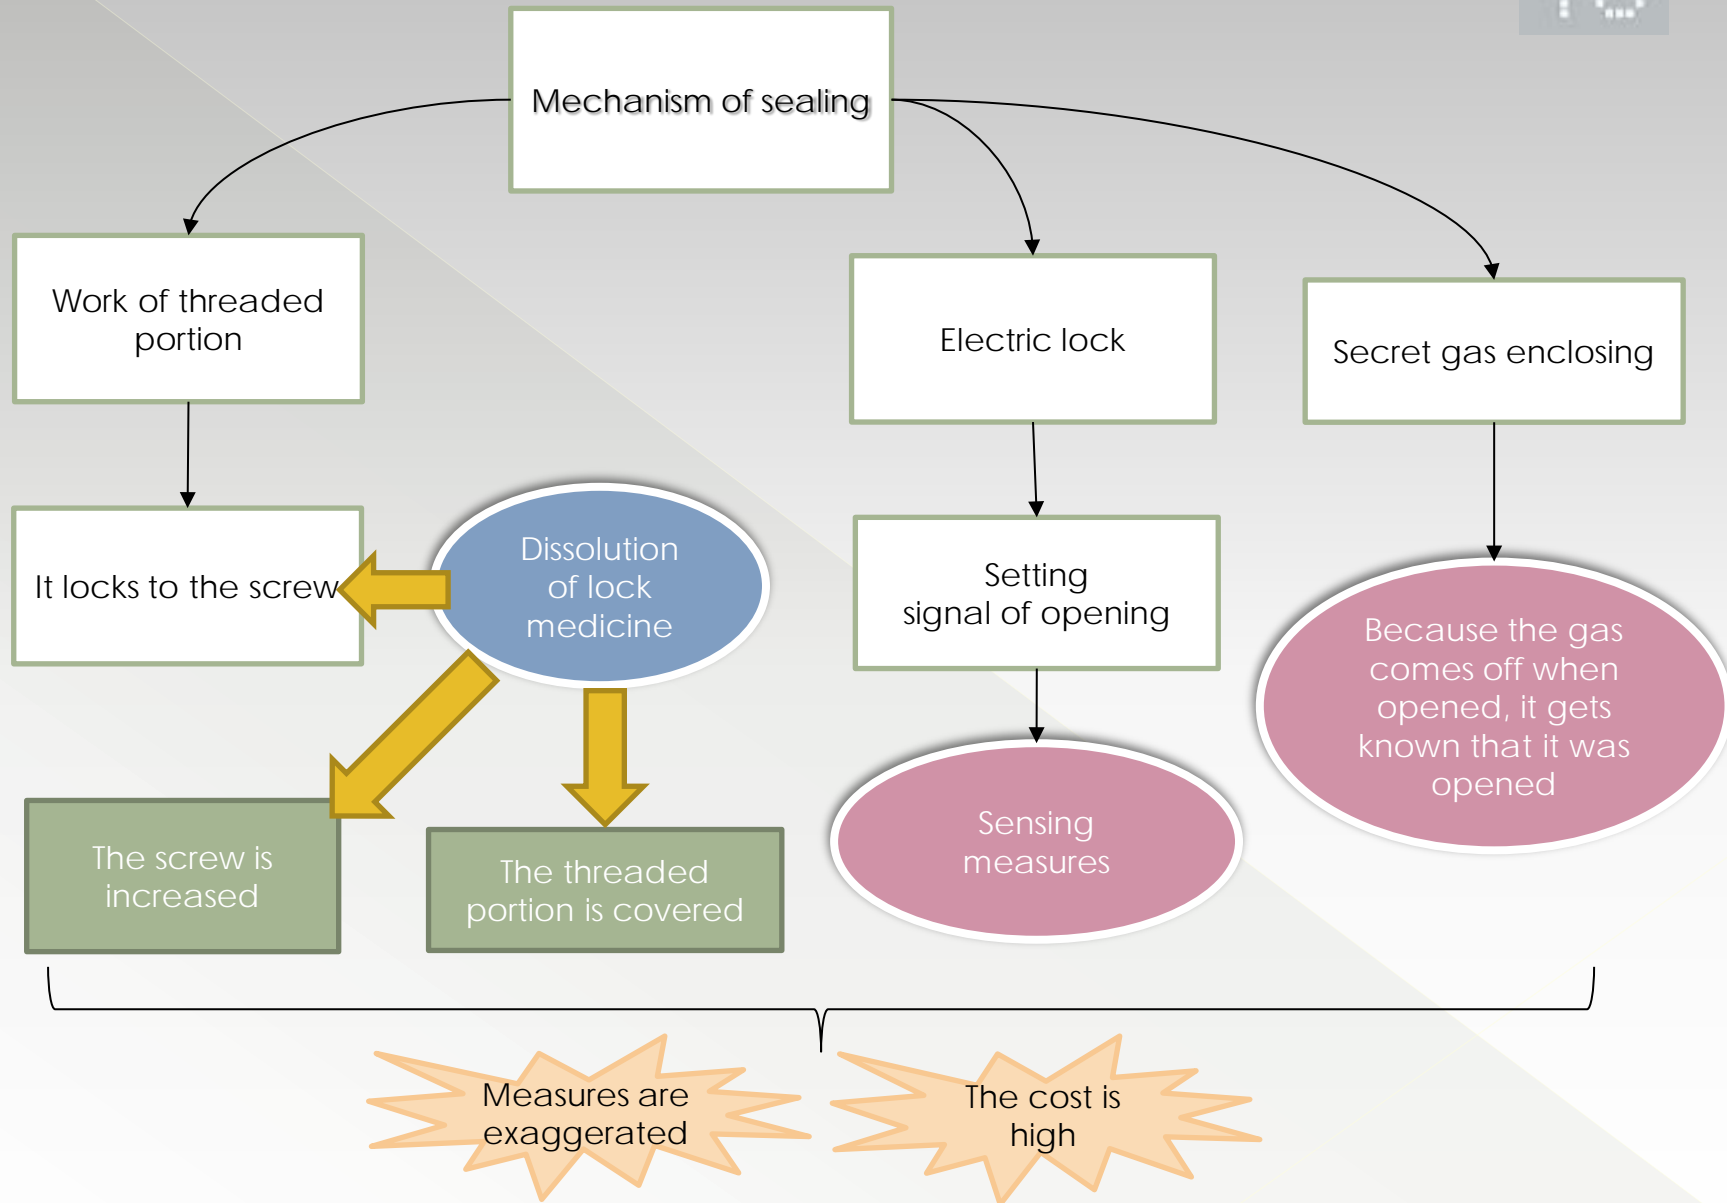 Mechanism of sealing
Work of threaded
portion
Electric lock
Secret gas enclosing
It locks to the screw
Dissolution
of lock
medicine
Setting
signal of opening
Because the gas
comes off when
opened, it gets
known that it was
opened
The screw is
increased
The threaded
portion is covered
Sensing
measures
Measures are
exaggerated
The cost is
high